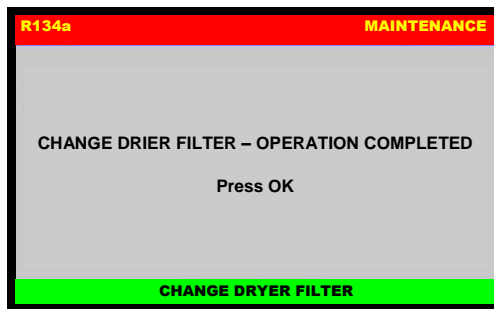 R134a MAINTENANCE
CHANGE DRIER FILTER – OPERATION COMPLETED
Press OK
CHANGE DRYER FILTER